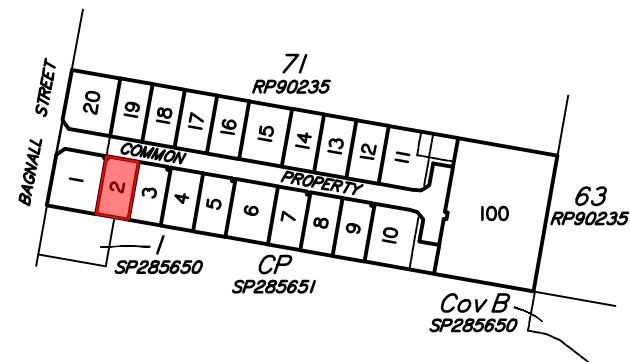 71
RP90235
BAGNALL STREET
20
19
18
17
16
15
14
13
12
11
COMMON PROPERTY
1
2
3
4
5
6
7
8
9
10
100
63
RP90235
1
SP285650
CP
SP285651
Cov B
SP285650